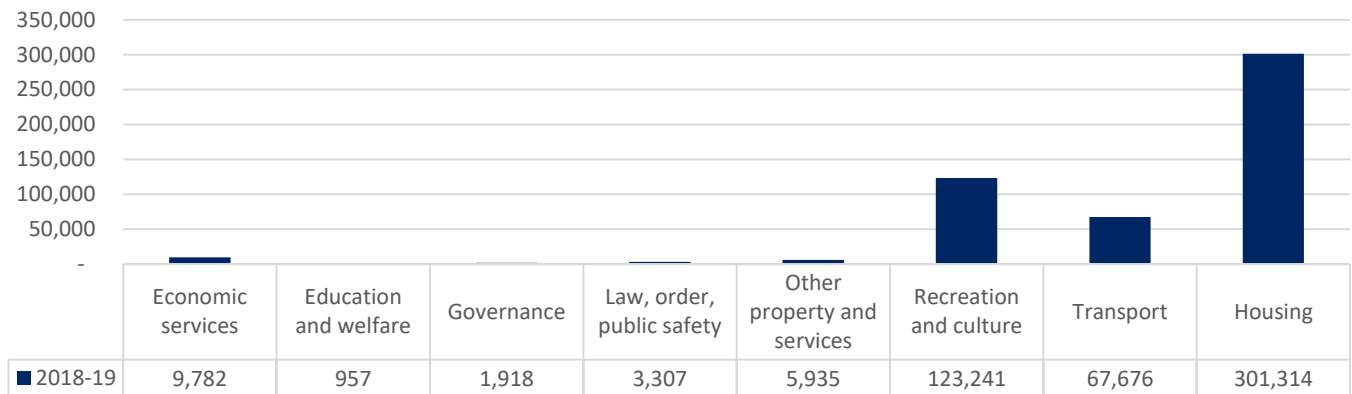 350,000
300,000
250,000
200,000
150,000
100,000
50,000
-
Economic
services
Education
and welfare
Governance
Law, order,
public safety
Other
property and
services
Recreation
and culture
Transport
Housing
2018-19 9,782 957 1,918 3,307 5,935 123,241 67,676 301,314